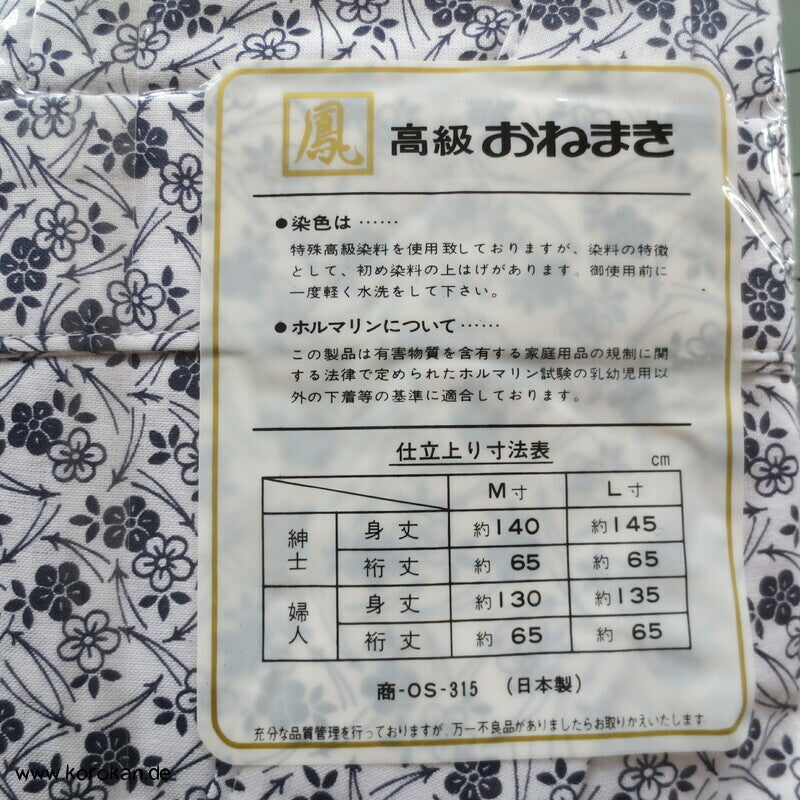 鳳
高級おねまき
●染色は……
特殊高級染料を使用致しておりますが、染料の特徴
として、初め染料の上はげがあります。御使用前に
一度軽く水洗をして下さい。
●ホルマリンについて……
この製品は有害物質を含有する家庭用品の規制に関
する法律で定められたホルマリン試験の乳幼児用以
外の下着等の基準に適合しております。
仕立上り寸法表
cm
M寸 L寸
紳士 身丈 約140 約145
裄丈 約 65 約 65
婦人 身丈 約130 約135
裄丈 約 65 約 65
商-OS-315 (日本製)
充分な品質管理を行っておりますが、万一不良品がありましたらお取りかえいたします
www.korokan.de